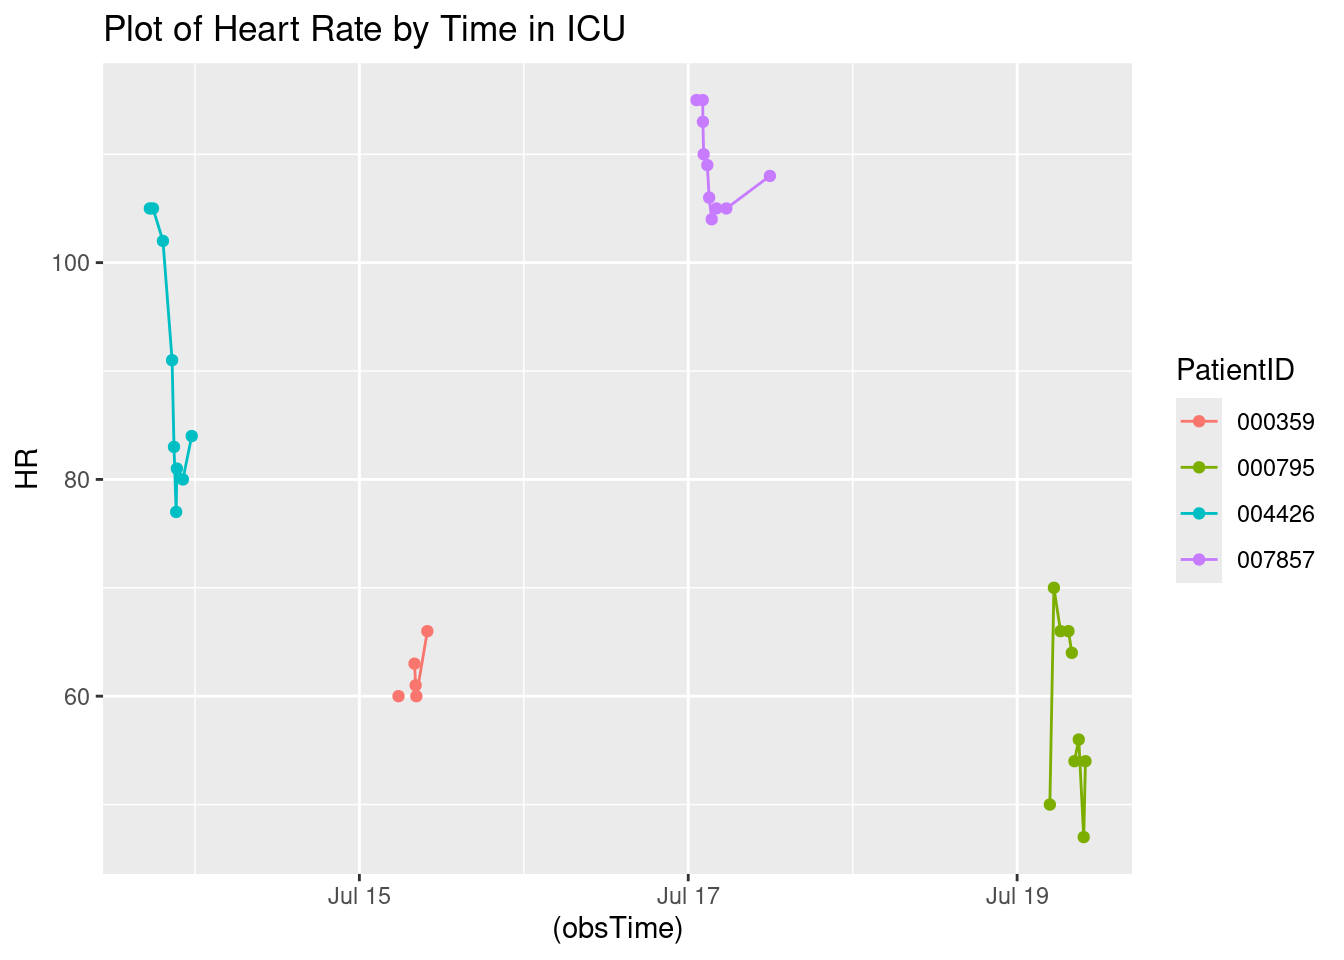 Plot of Heart Rate by Time in ICU
HR
100
80
60
Jul 15
Jul 17
Jul 19
(obsTime)
PatientID
000359
000795
004426
007857